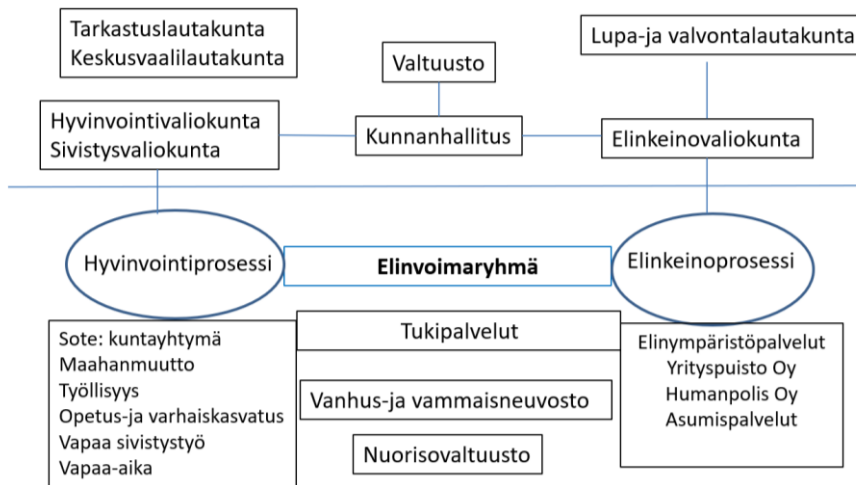 Tarkastuslautakunta
Keskusvaalilautakunta
Valtuusto
Lupa-ja valvontalautakunta
Hyvinvointivaliokunta
Sivistysvaliokunta
Kunnanhallitus
Elinkeinovaliokunta
Hyvinvointiprosessi
Elinvoimaryhmä
Elinkeinoprosessi
Sote: kuntayhtymä
Maahanmuutto
Työllisyys
Opetus-ja varhaiskasvatus
Vapaa sivistystyö
Vapaa-aika
Tukipalvelut
Vanhus-ja vammaisneuvosto
Nuorisovaltuusto
Elinympäristöpalvelut
Yrityspuisto Oy
Humanpolis Oy
Asumispalvelut